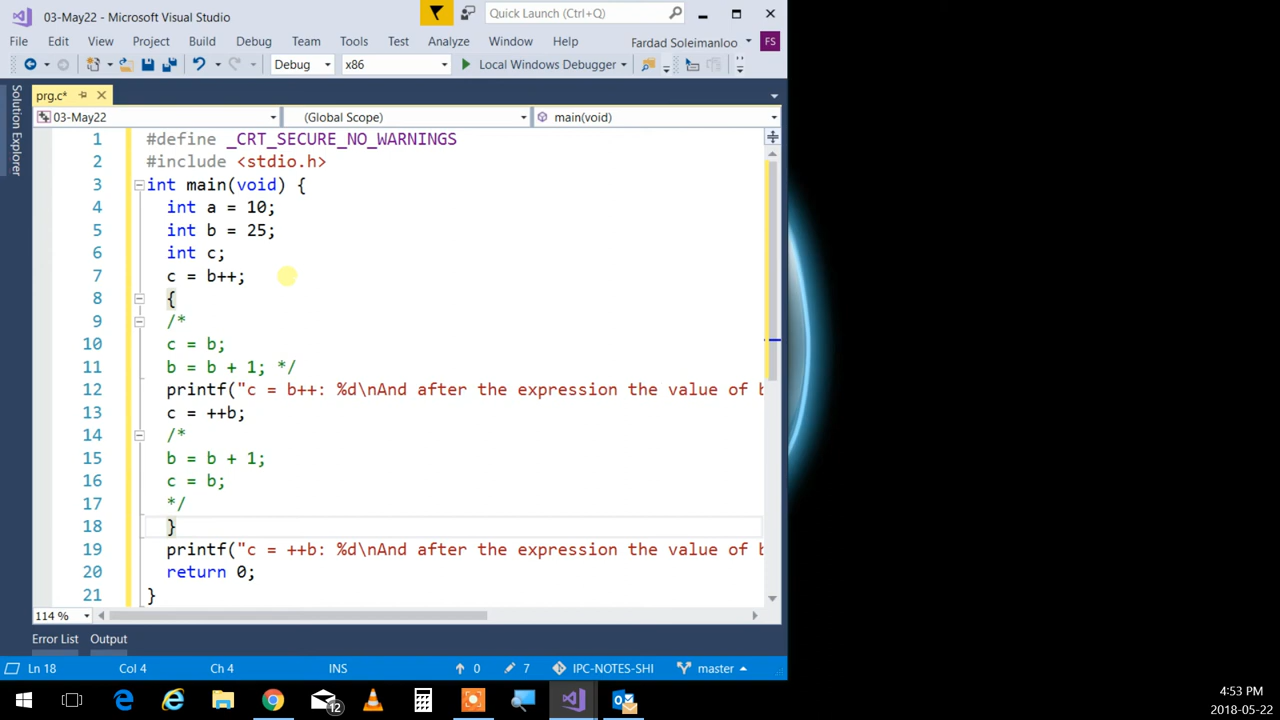 03-May22 - Microsoft Visual Studio
Quick Launch (Ctrl+Q)
File Edit View Project Build Debug Team Tools Test Analyze Window Help Fardad Soleimanloo FS
Debug x86 Local Windows Debugger
Solution Explorer
prg.c*
03-May22 (Global Scope) main(void)
1 #define _CRT_SECURE_NO_WARNINGS
2 #include <stdio.h>
3 int main(void) {
4 int a = 10;
5 int b = 25;
6 int c;
7 c = b++;
8 {
9 /*
10 c = b;
11 b = b + 1; */
12 printf("c = b++: %d\nAnd after the expression the value of b
13 c = ++b;
14 /*
15 b = b + 1;
16 c = b;
17 */
18 }
19 printf("c = ++b: %d\nAnd after the expression the value of b
20 return 0;
21 }
114 %
Error List Output
Ln 18 Col 4 Ch 4 INS 0 7 IPC-NOTES-SHI master
12
4:53 PM
2018-05-22